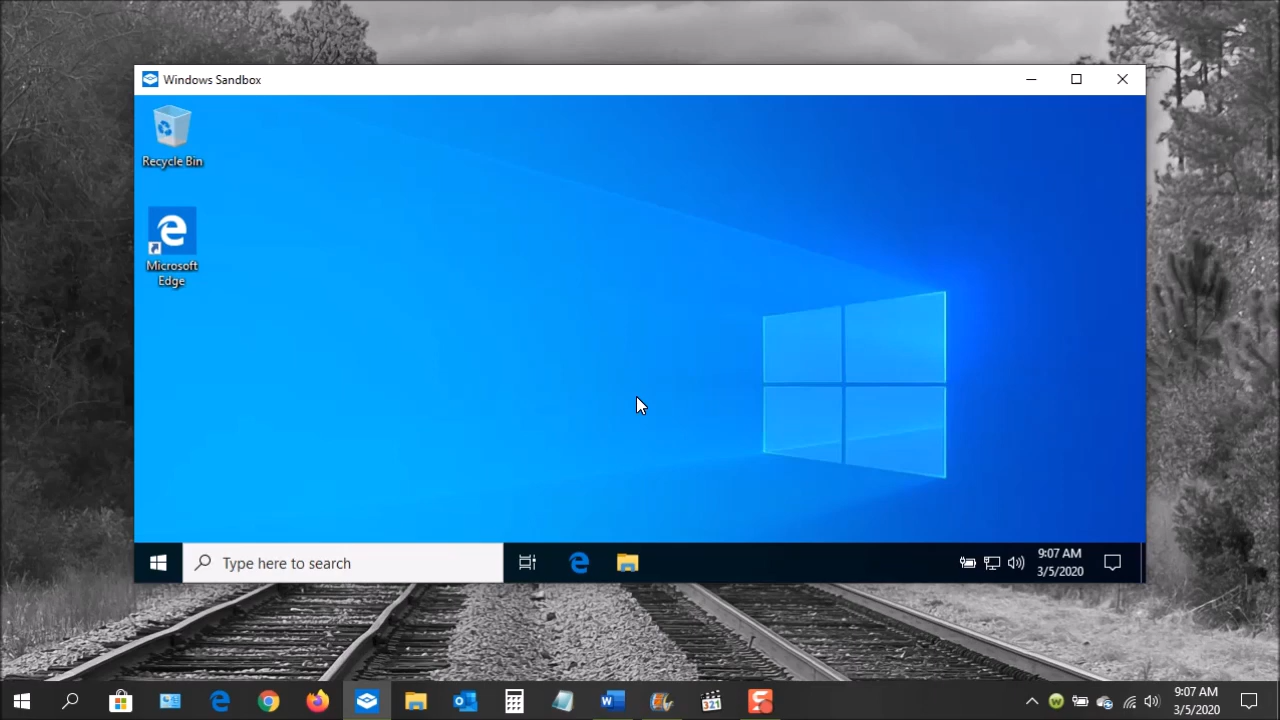 Windows Sandbox
Recycle Bin
Microsoft
Edge
Type here to search
9:07 AM
3/5/2020
W
321
9:07 AM
3/5/2020